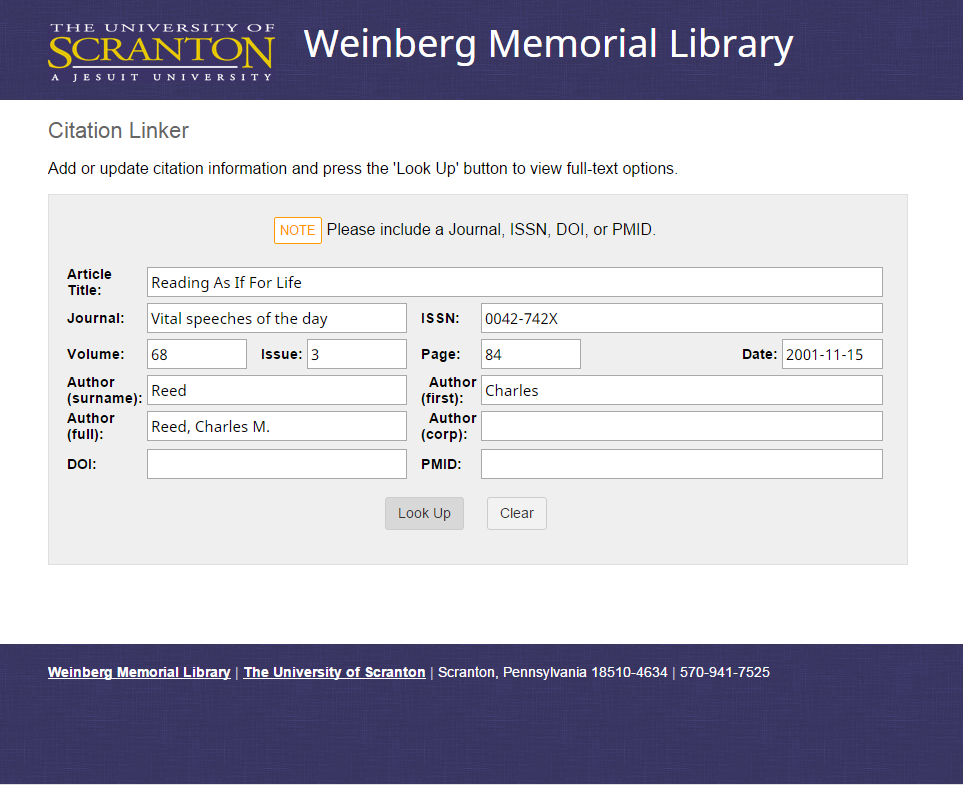 THE UNIVERSITY OF
SCRANTON
A JESUIT UNIVERSITY
Weinberg Memorial Library
Citation Linker
Add or update citation information and press the 'Look Up' button to view full-text options.
NOTE Please include a Journal, ISSN, DOI, or PMID.
Article Title: Reading As If For Life
Journal: Vital speeches of the day ISSN: 0042-742X
Volume: 68 Issue: 3 Page: 84 Date: 2001-11-15
Author (surname): Reed Author (first): Charles
Author (full): Reed, Charles M. Author (corp):
DOI: PMID:
Look Up Clear
Weinberg Memorial Library | The University of Scranton | Scranton, Pennsylvania 18510-4634 | 570-941-7525